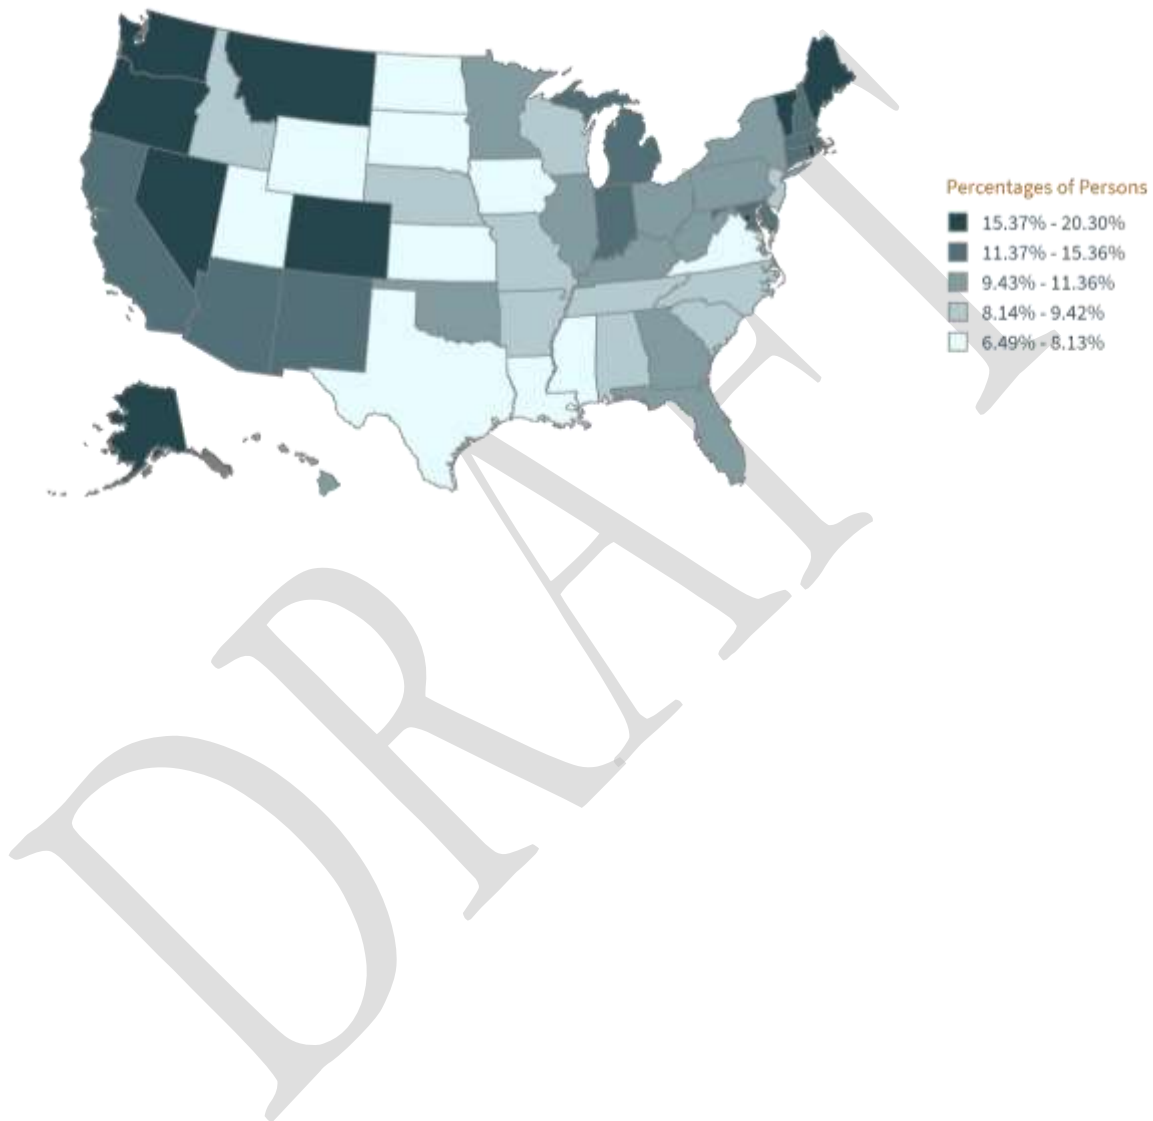 Percentages of Persons
15.37% - 20.30%
11.37% - 15.36%
9.43% - 11.36%
8.14% - 9.42%
6.49% - 8.13%
DRAFT